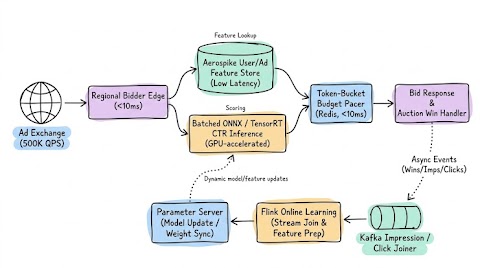 Feature Lookup
Aerospike User/Ad
Feature Store
(Low Latency)
Regional Bidder Edge
(<10ms)
Ad Exchange
(500K QPS)
Scoring
Batched ONNX / TensorRT
CTR Inference
(GPU-accelerated)
Token-Bucket
Budget Pacer
(Redis, <10ms)
Bid Response
&
Auction Win Handler
Async Events
(Wins/Imps/Clicks)
Dynamic model/feature updates
Parameter Server
(Model Update /
Weight Sync)
Flink Online Learning
(Stream Join &
Feature Prep)
Kafka Impression /
Click Joiner